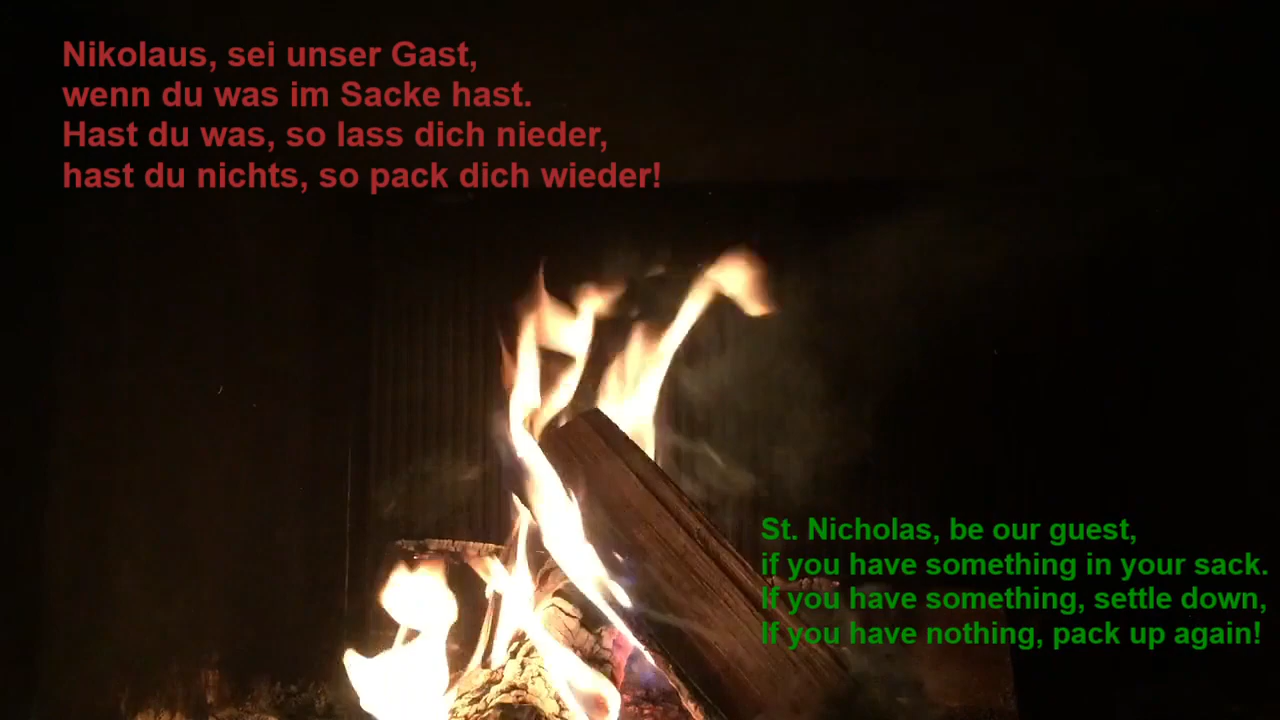 Nikolaus, sei unser Gast,
wenn du was im Sacke hast.
Hast du was, so lass dich nieder,
hast du nichts, so pack dich wieder!
St. Nicholas, be our guest,
if you have something in your sack.
If you have something, settle down,
If you have nothing, pack up again!